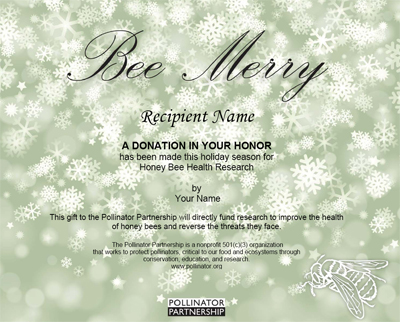 Bee Merry
Recipient Name
A DONATION IN YOUR HONOR
has been made this holiday season for
Honey Bee Health Research
by
Your Name
This gift to the Pollinator Partnership will directly fund research to improve the health
of honey bees and reverse the threats they face.
The Pollinator Partnership is a nonprofit 501(c)(3) organization
that works to protect pollinators, critical to our food and ecosystems through
conservation, education, and research.
www.pollinator.org
POLLINATOR
PARTNERSHIP